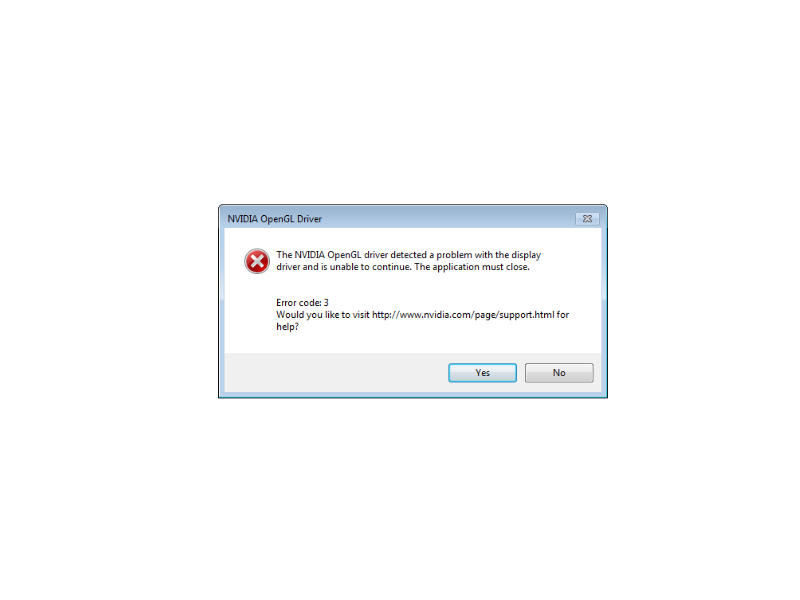 NVIDIA OpenGL Driver
The NVIDIA OpenGL driver detected a problem with the display
driver and is unable to continue. The application must close.
Error code: 3
Would you like to visit http://www.nvidia.com/page/support.html for
help?
Yes
No